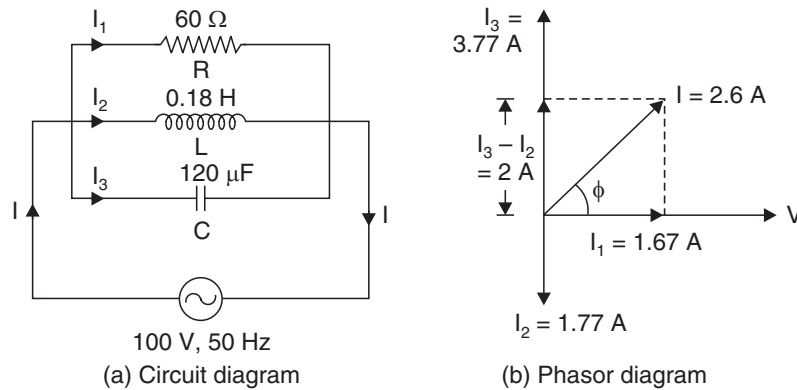 I₁
60 Ω
R
I₂
0.18 H
L
I₃
120 μF
C
I
I
100 V, 50 Hz
(a) Circuit diagram
I₃ =
3.77 A
I = 2.6 A
I₃ – I₂
= 2 A
ϕ
V
I₁ = 1.67 A
I₂ = 1.77 A
(b) Phasor diagram